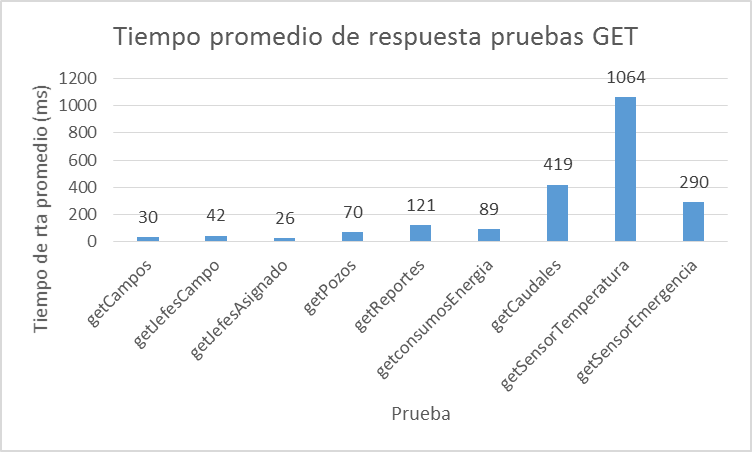 Tiempo promedio de respuesta pruebas GET
Tiempo de rta promedio (ms)
1200
1000
800
600
400
200
0
30
42
26
70
121
89
419
1064
290
getCampos
getJefesCampo
getJefesAsignado
getPozos
getReportes
getconsumosEnergia
getCaudales
getSensorTemperatura
getSensorEmergencia
Prueba